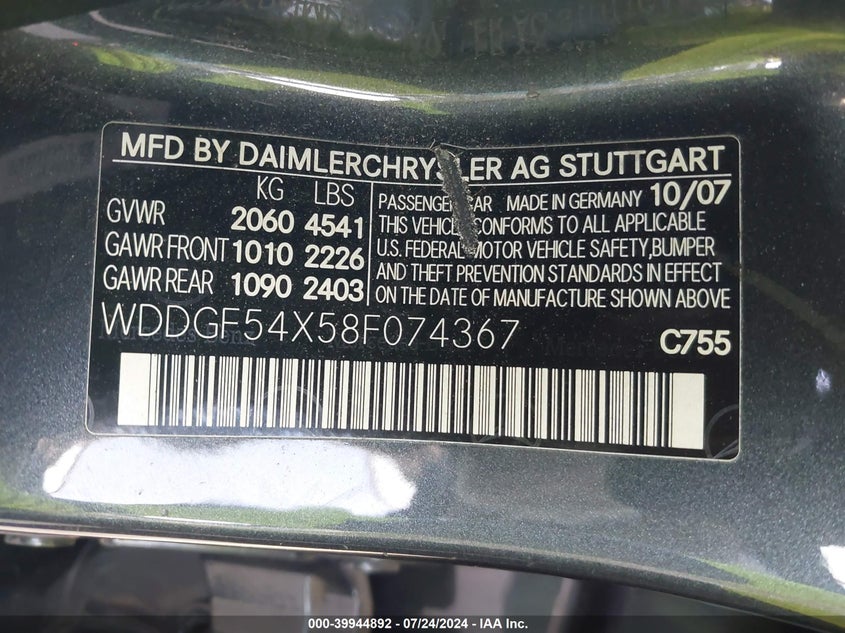 MFD BY DAIMLERCHRYSLER AG STUTTGART
KG LBS
GVWR 2060 4541
GAWR FRONT 1010 2226
GAWR REAR 1090 2403
PASSENGER CAR MADE IN GERMANY 10/07
THIS VEHICLE CONFORMS TO ALL APPLICABLE
U.S. FEDERAL MOTOR VEHICLE SAFETY,BUMPER
AND THEFT PREVENTION STANDARDS IN EFFECT
ON THE DATE OF MANUFACTURING SHOWN ABOVE
WDDGF54X58F074367
C755
000-39944892 - 07/24/2024 - IAA Inc.